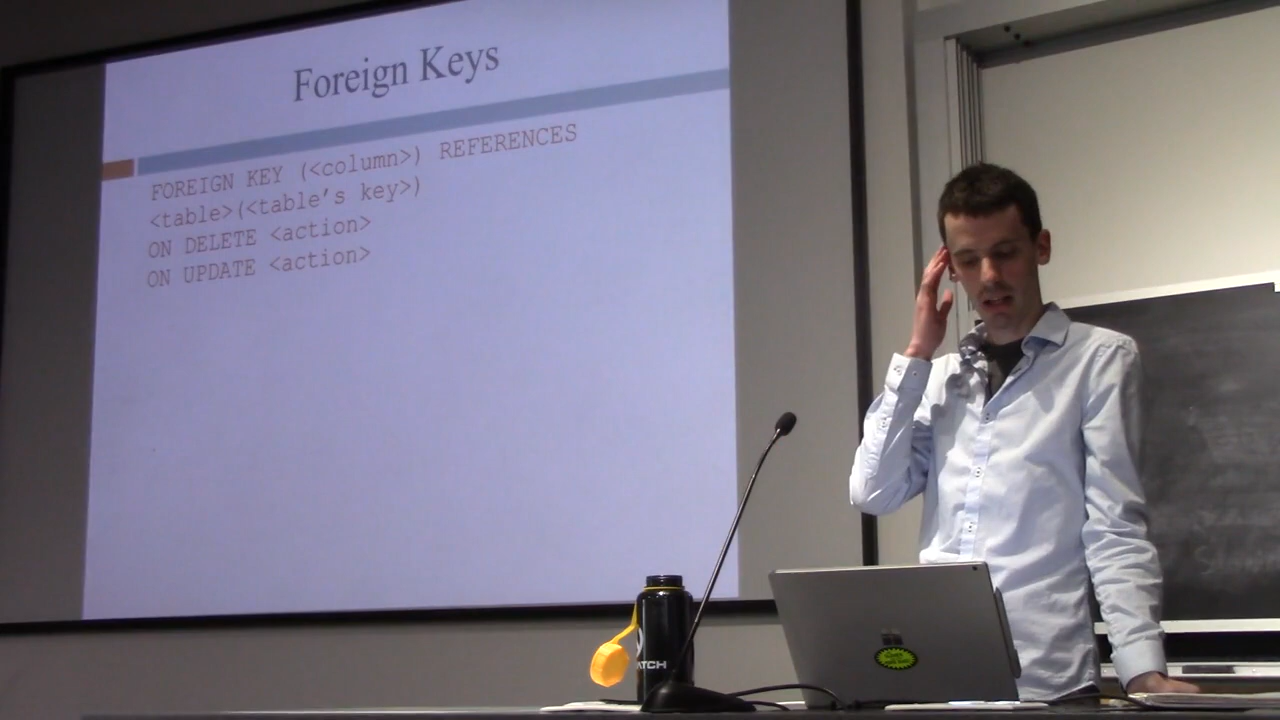 Foreign Keys
FOREIGN KEY (<column>) REFERENCES
<table>(<table’s key>)
ON DELETE <action>
ON UPDATE <action>